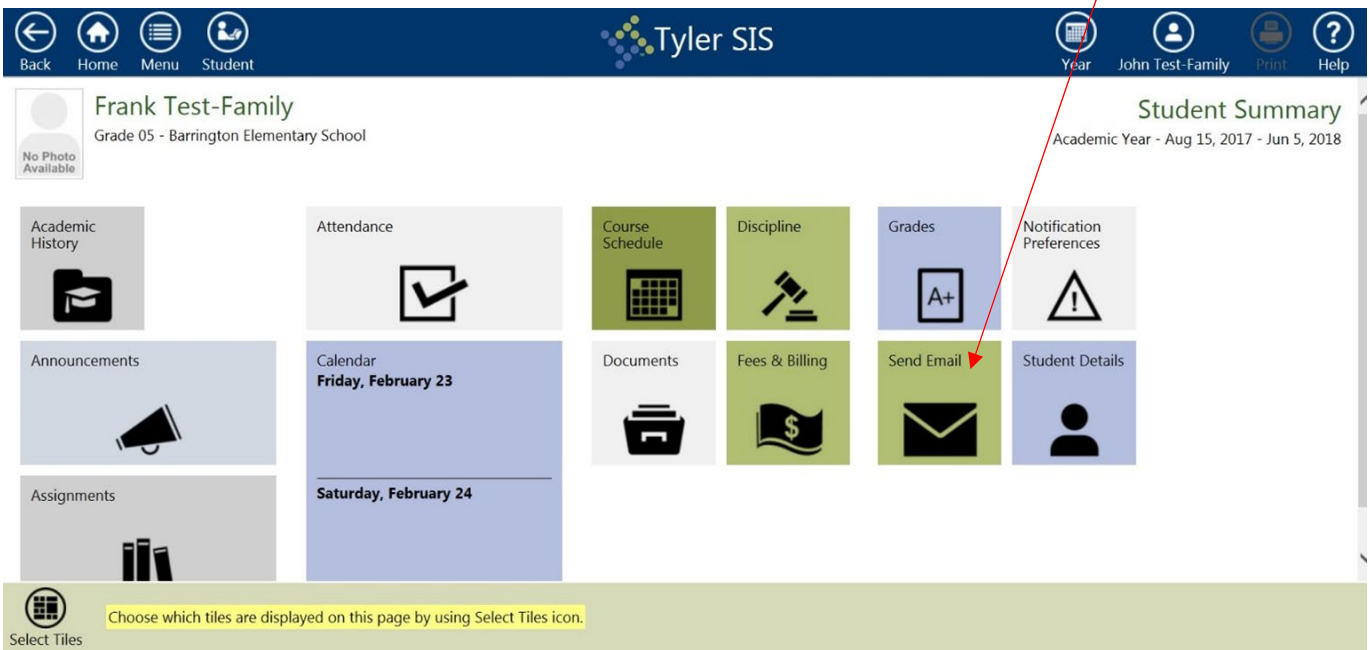 Back
Home
Menu
Student
Tyler SIS
Year
John Test-Family
Print
Help
No Photo
Available
Frank Test-Family
Grade 05 - Barrington Elementary School
Student Summary
Academic Year - Aug 15, 2017 - Jun 5, 2018
Academic
History
Attendance
Course
Schedule
Discipline
Grades
A+
Notification
Preferences
Announcements
Calendar
Friday, February 23
Documents
Fees & Billing
$
Send Email
Student Details
Assignments
Saturday, February 24
Select Tiles
Choose which tiles are displayed on this page by using Select Tiles icon.